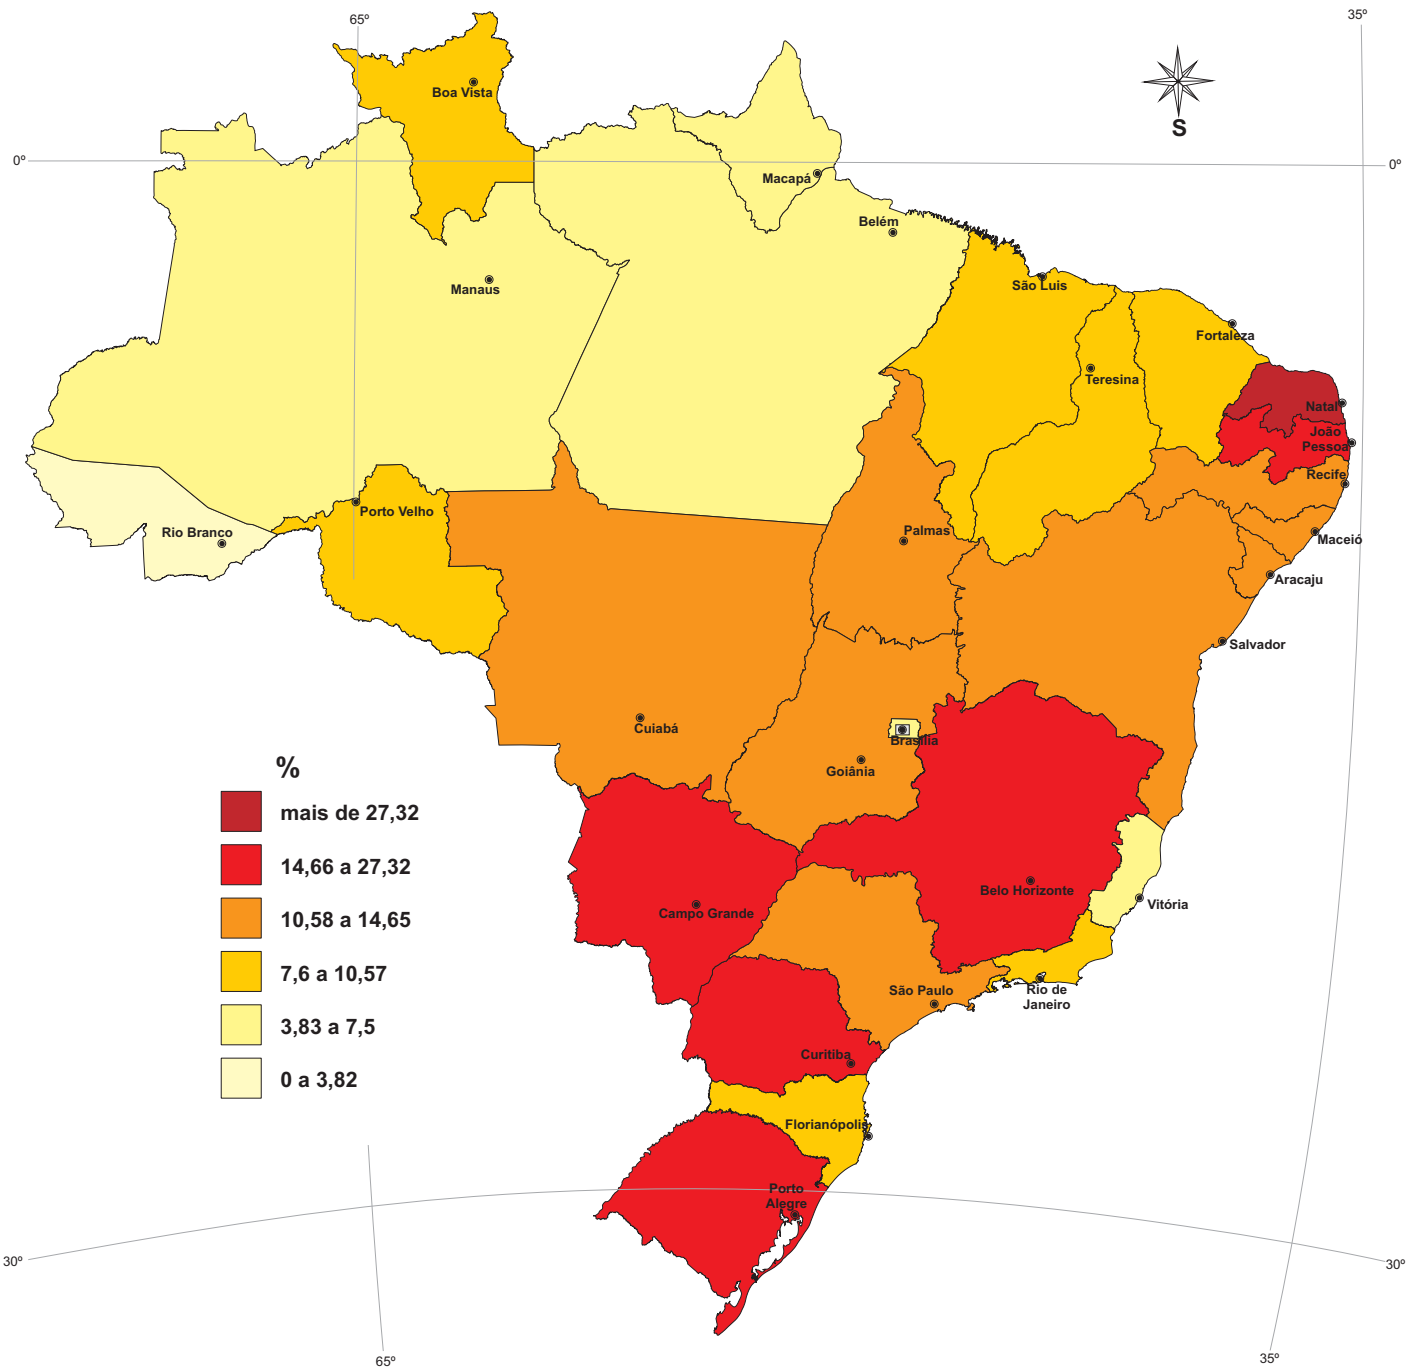 65º
35º
Boa Vista
S
0º
0º
Macapá
Belém
Manaus
São Luis
Fortaleza
Teresina
Natal
João
Pessoa
Recife
Porto Velho
Rio Branco
Palmas
Maceió
Aracaju
Salvador
Cuiabá
Brasília
Goiânia
%
mais de 27,32
14,66 a 27,32
10,58 a 14,65
7,6 a 10,57
3,83 a 7,5
0 a 3,82
Belo Horizonte
Vitória
Campo Grande
São Paulo
Rio de
Janeiro
Curitiba
Florianópolis
Porto
Alegre
30º
30º
65º
35º